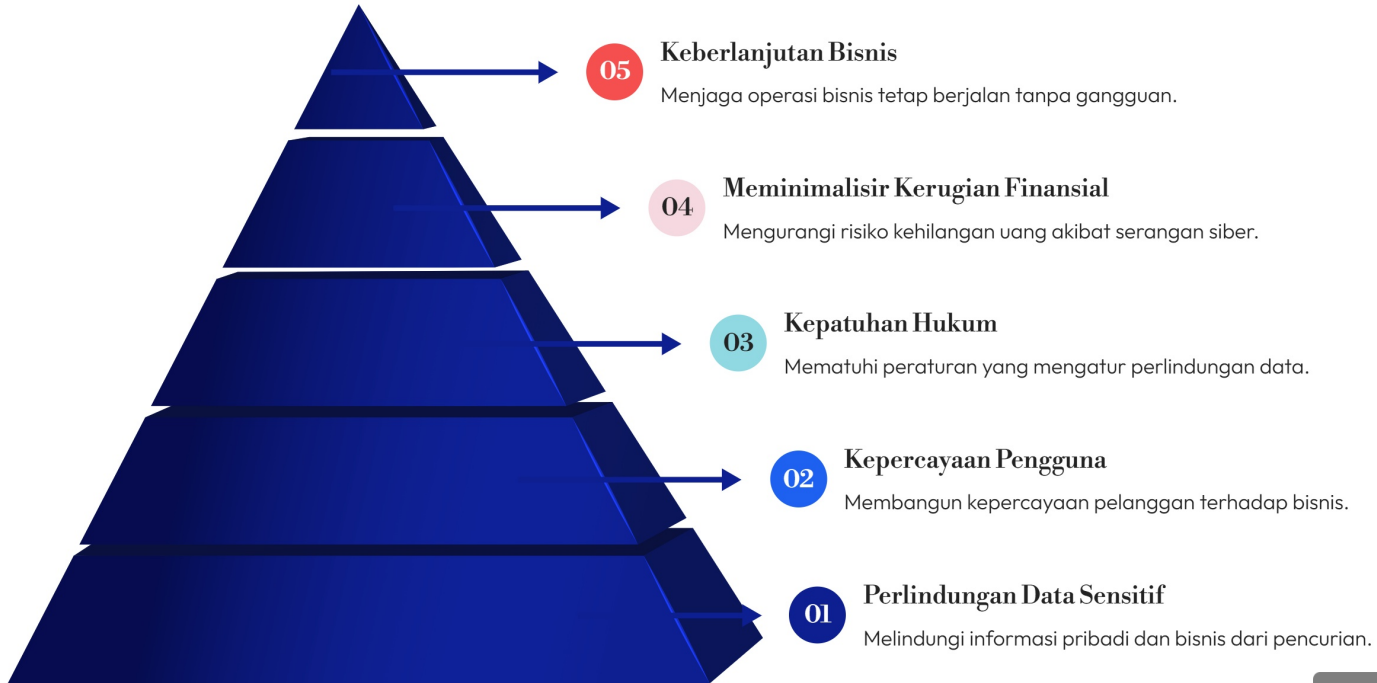 05
Keberlanjutan Bisnis
Menjaga operasi bisnis tetap berjalan tanpa gangguan.
04
Meminimalisir Kerugian Finansial
Mengurangi risiko kehilangan uang akibat serangan siber.
03
Kepatuhan Hukum
Mematuhi peraturan yang mengatur perlindungan data.
02
Kepercayaan Pengguna
Membangun kepercayaan pelanggan terhadap bisnis.
01
Perlindungan Data Sensitif
Melindungi informasi pribadi dan bisnis dari pencurian.